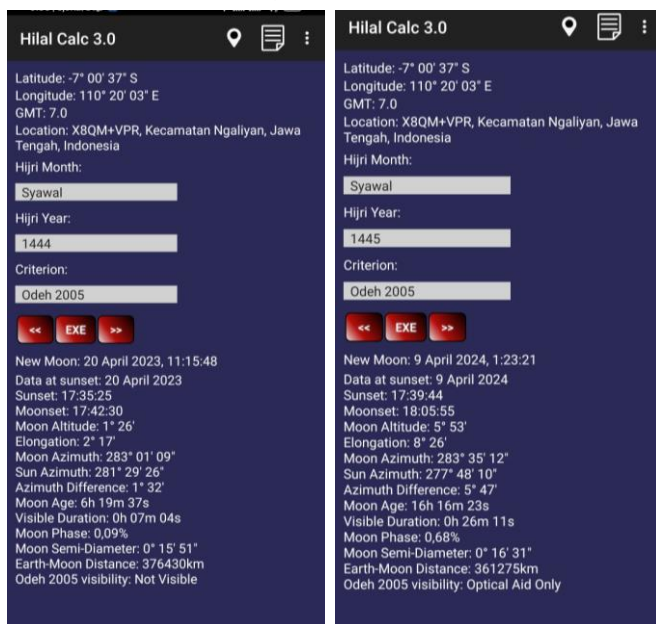 Hilal Calc 3.0
Latitude: -7° 00' 37" S
Longitude: 110° 20' 03" E
GMT: 7.0
Location: X8QM+VPR, Kecamatan Ngaliyan, Jawa
Tengah, Indonesia
Hijri Month:
Syawal
Hijri Year:
1444
Criterion:
Odeh 2005
<< EXE >>
New Moon: 20 April 2023, 11:15:48
Data at sunset: 20 April 2023
Sunset: 17:35:25
Moonset: 17:42:30
Moon Altitude: 1° 26'
Elongation: 2° 17'
Moon Azimuth: 283° 01' 09"
Sun Azimuth: 281° 29' 26"
Azimuth Difference: 1° 32'
Moon Age: 6h 19m 37s
Visible Duration: 0h 07m 04s
Moon Phase: 0,09%
Moon Semi-Diameter: 0° 15' 51"
Earth-Moon Distance: 376430km
Odeh 2005 visibility: Not Visible
Hilal Calc 3.0
Latitude: -7° 00' 37" S
Longitude: 110° 20' 03" E
GMT: 7.0
Location: X8QM+VPR, Kecamatan Ngaliyan, Jawa
Tengah, Indonesia
Hijri Month:
Syawal
Hijri Year:
1445
Criterion:
Odeh 2005
<< EXE >>
New Moon: 9 April 2024, 1:23:21
Data at sunset: 9 April 2024
Sunset: 17:39:44
Moonset: 18:05:55
Moon Altitude: 5° 53'
Elongation: 8° 26'
Moon Azimuth: 283° 35' 12"
Sun Azimuth: 277° 48' 10"
Azimuth Difference: 5° 47'
Moon Age: 16h 16m 23s
Visible Duration: 0h 26m 11s
Moon Phase: 0,68%
Moon Semi-Diameter: 0° 16' 31"
Earth-Moon Distance: 361275km
Odeh 2005 visibility: Optical Aid Only